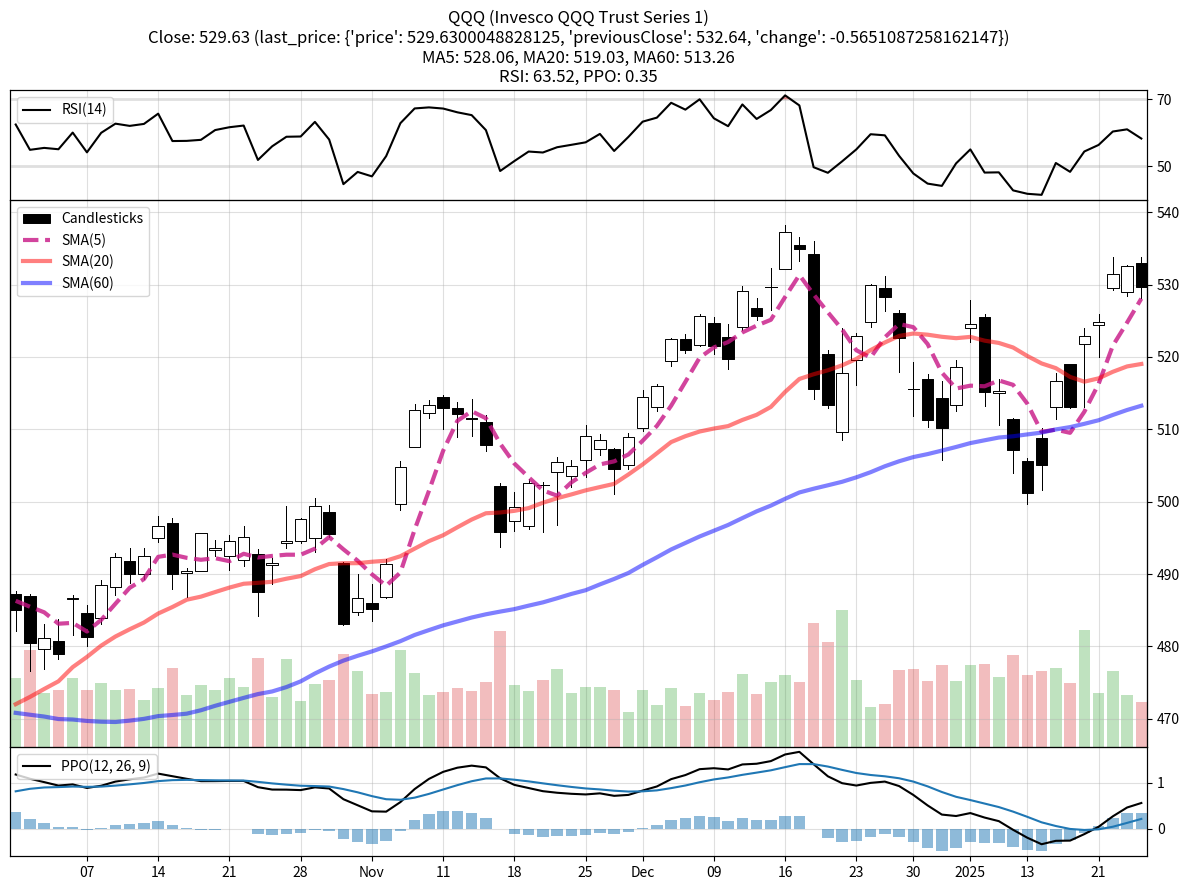 QQQ (Invesco QQQ Trust Series 1)
Close: 529.63 (last_price: {'price': 529.6300048828125, 'previousClose': 532.64, 'change': -0.5651087258162147})
MA5: 528.06, MA20: 519.03, MA60: 513.26
RSI: 63.52, PPO: 0.35
RSI(14)
70
50
Candlesticks
SMA(5)
SMA(20)
SMA(60)
540
530
520
510
500
490
480
470
PPO(12, 26, 9)
1
0
07 14 21 28 Nov 11 18 25 Dec 09 16 23 30 2025 13 21